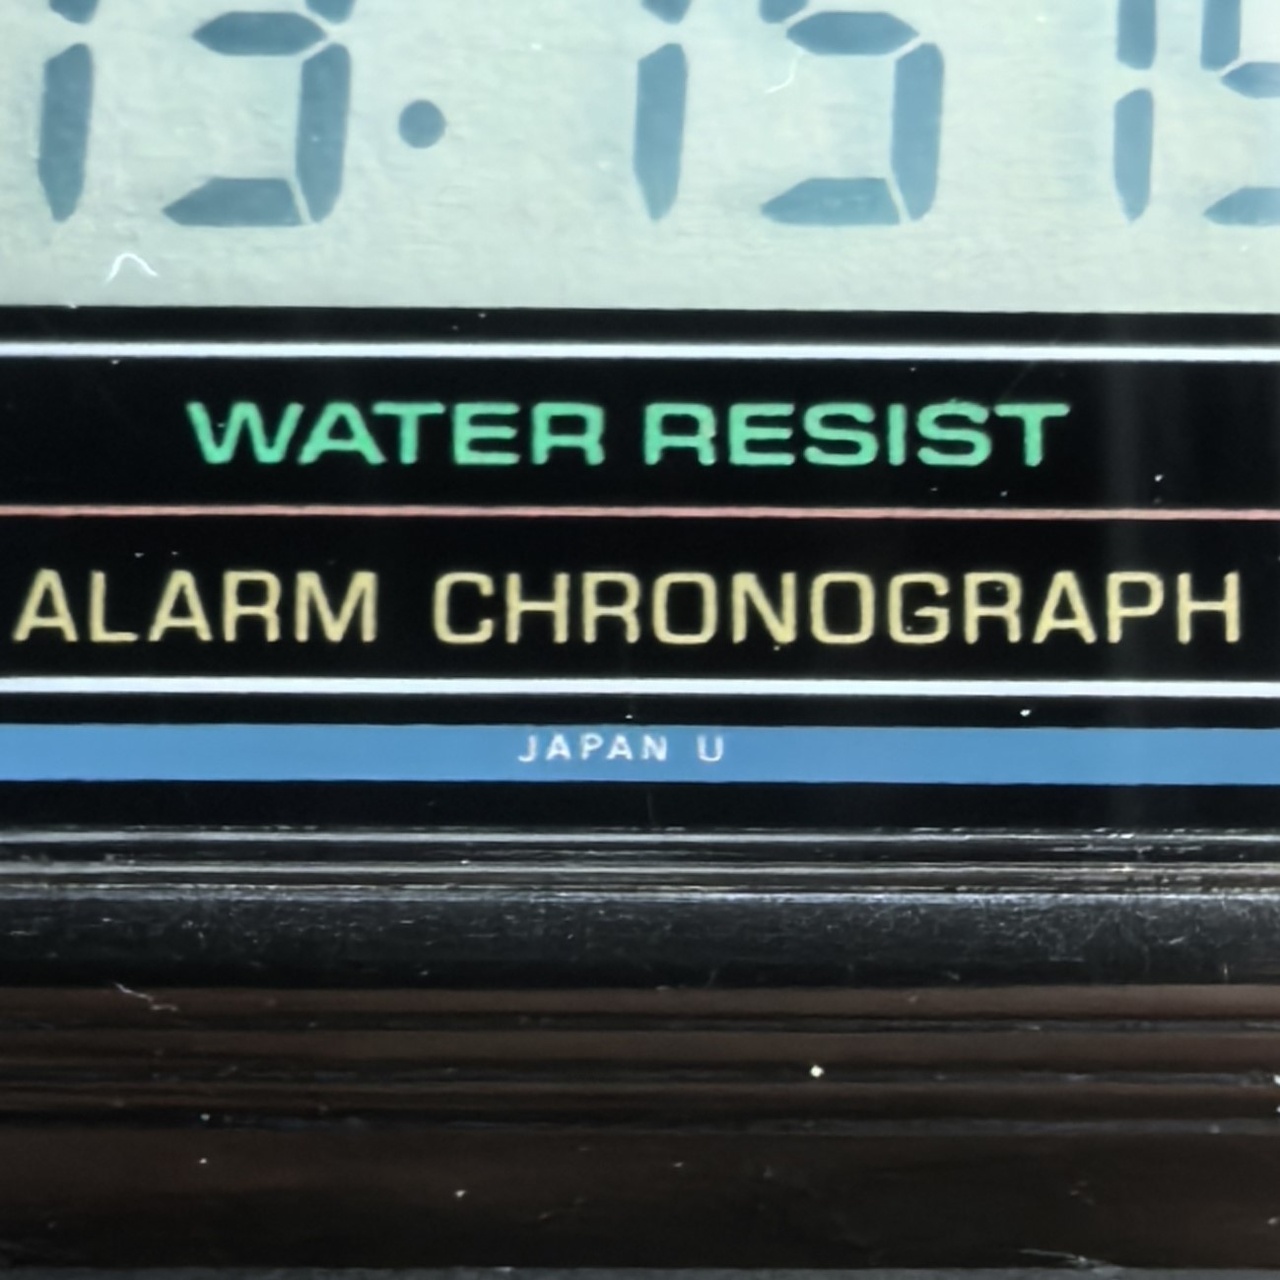 WATER RESIST
ALARM CHRONOGRAPH
JAPAN U